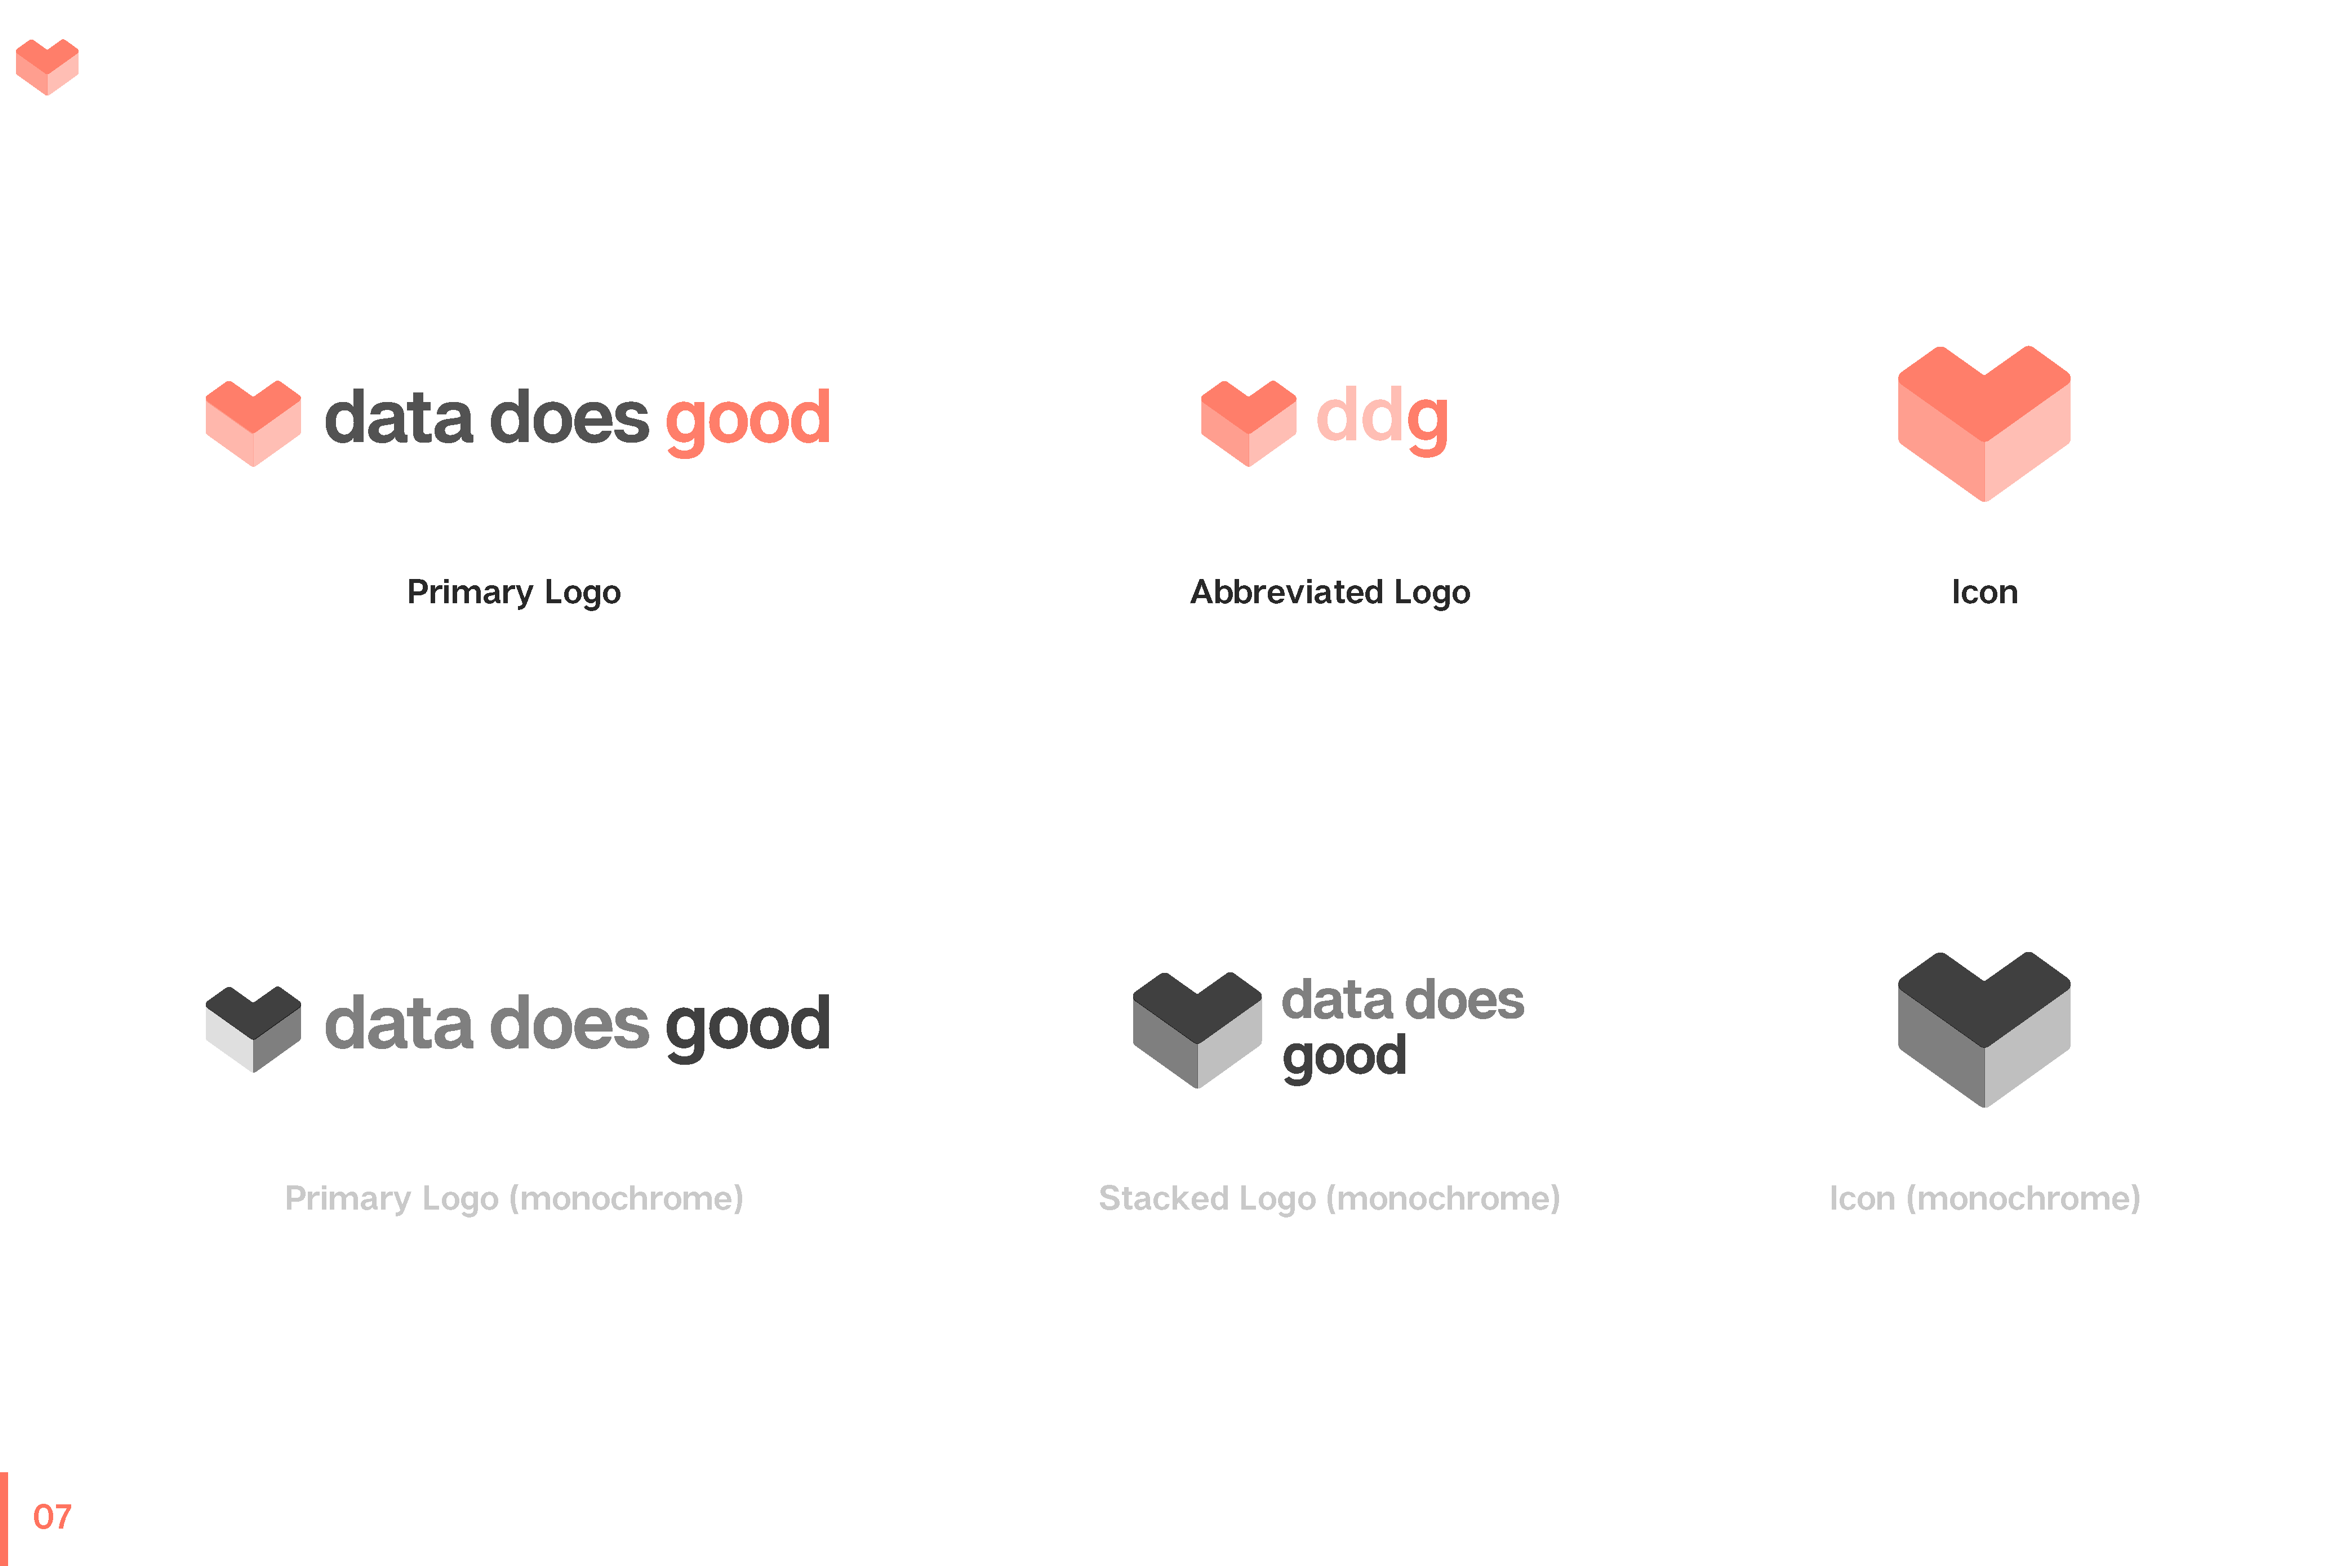 data does good
ddg
Primary Logo
Abbreviated Logo
Icon
data does good
data does
good
Primary Logo (monochrome)
Stacked Logo (monochrome)
Icon (monochrome)
07